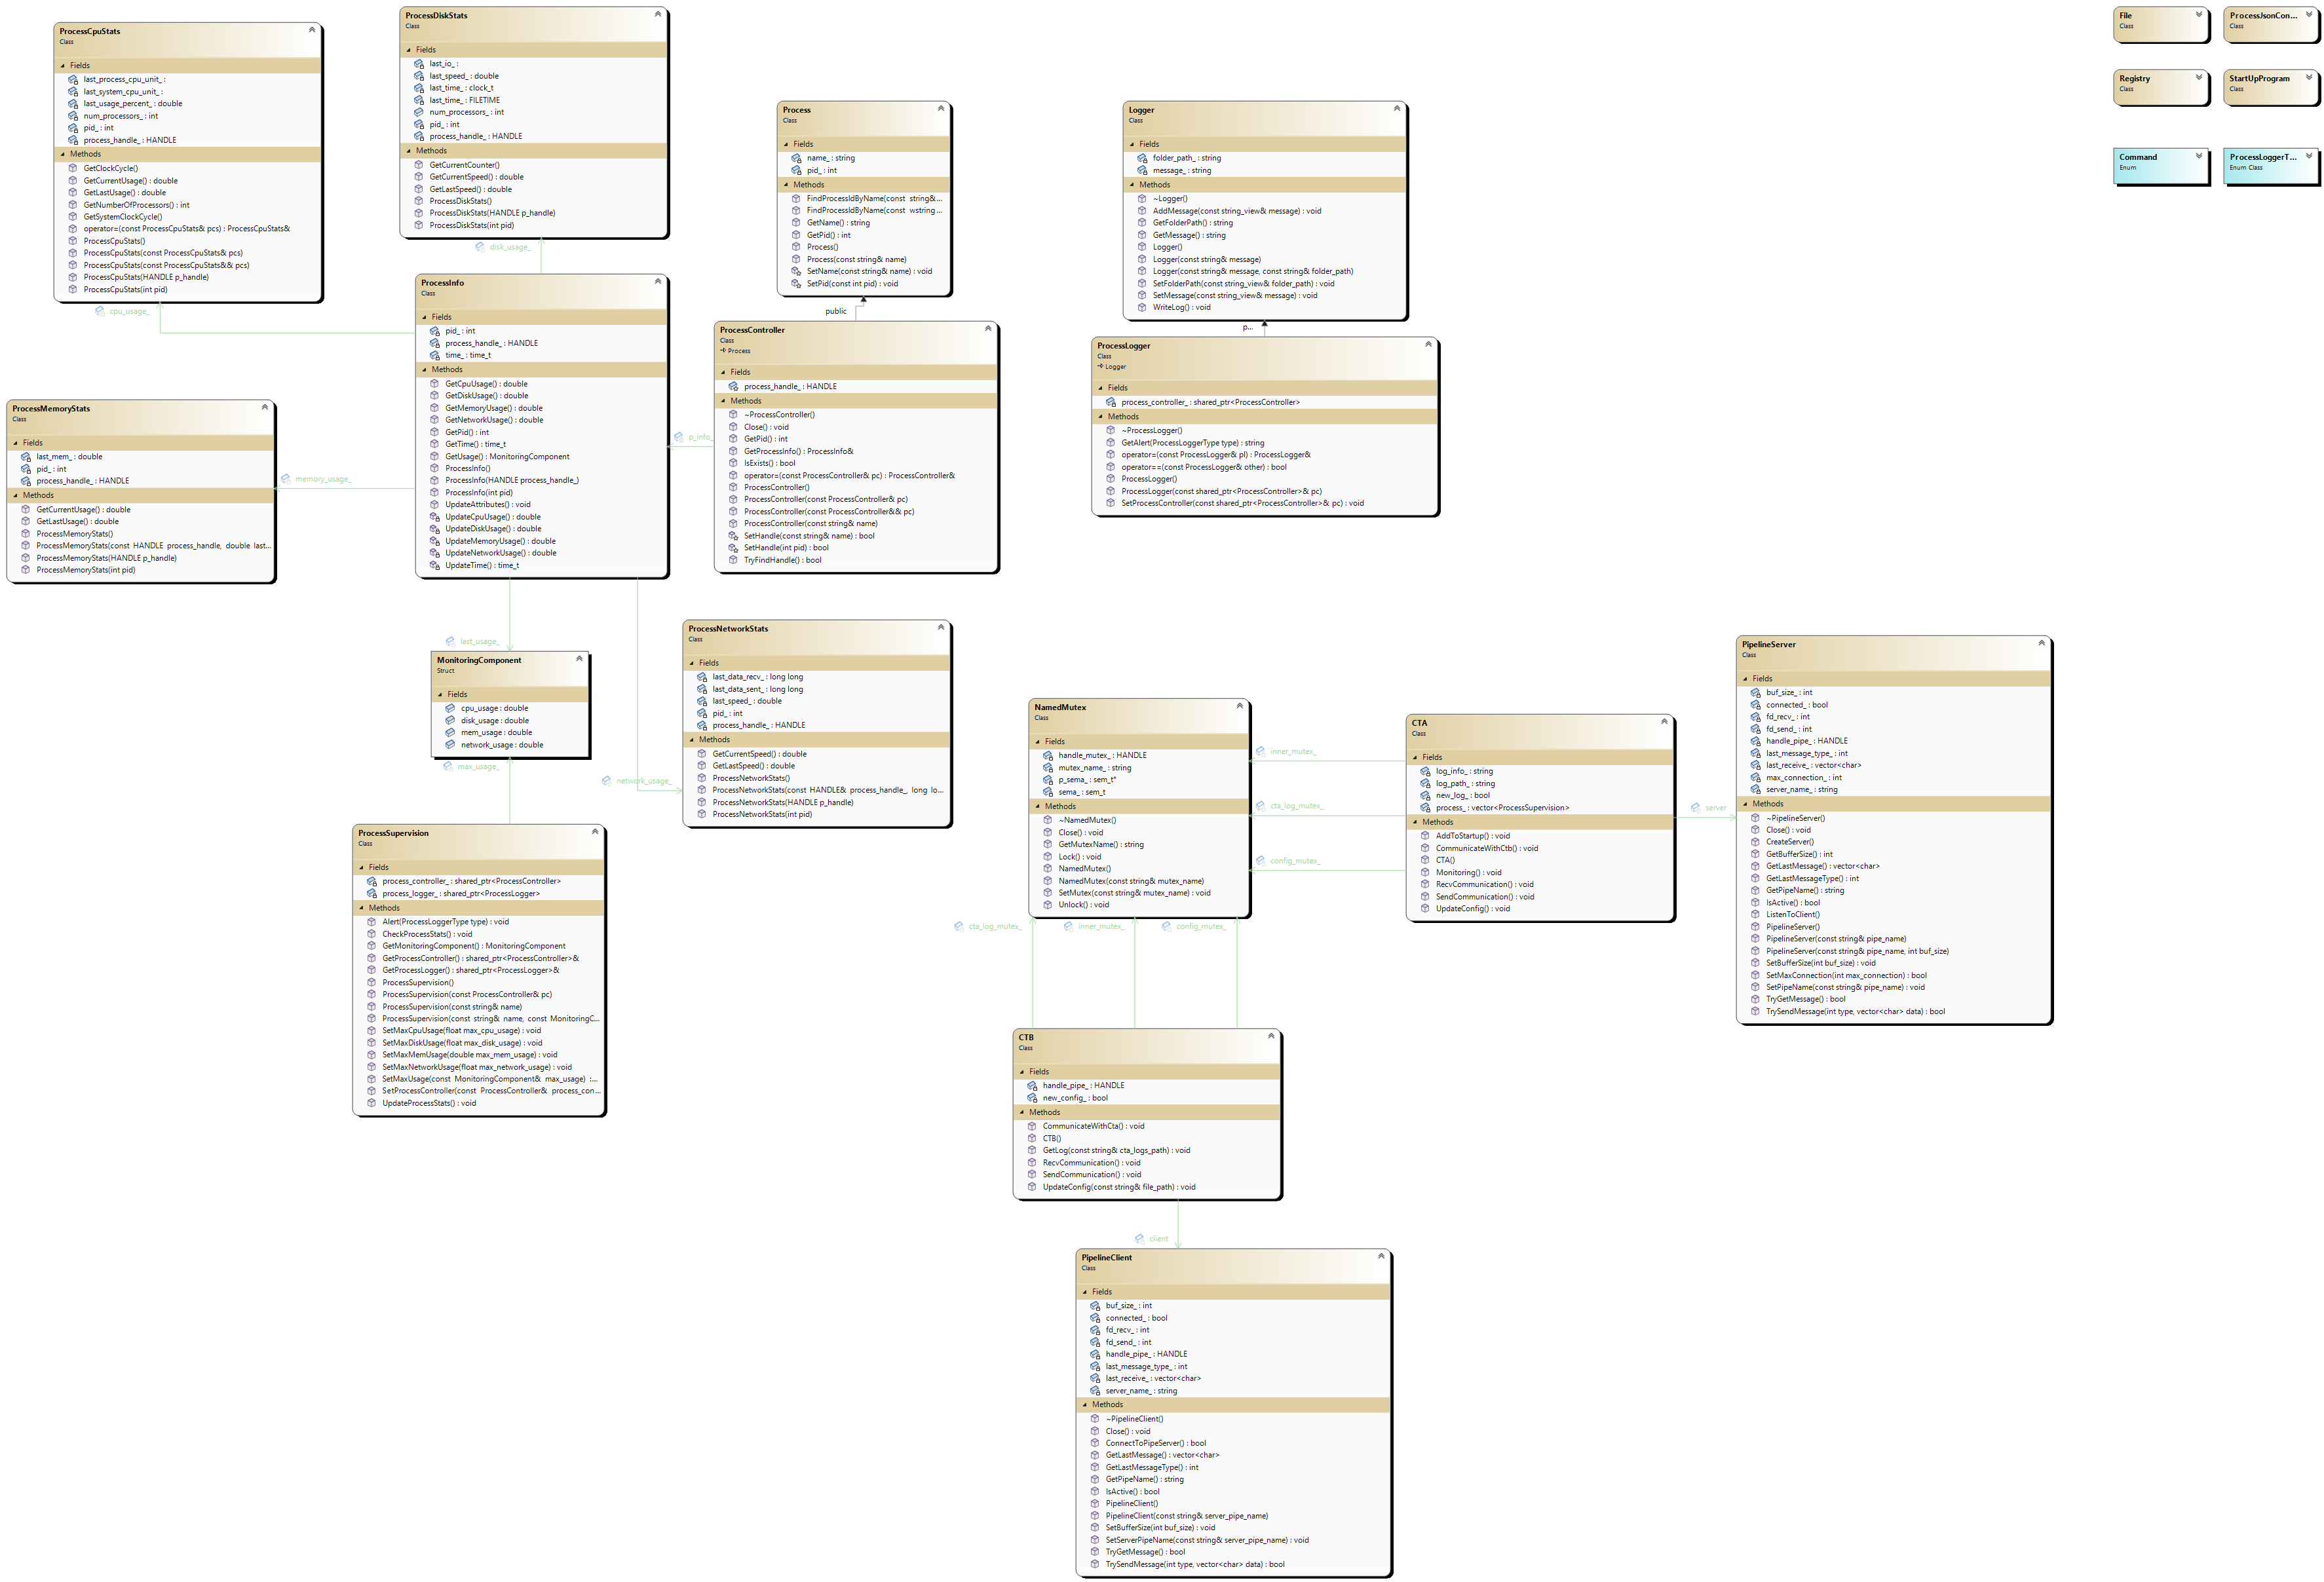 ProcessCpuStats
Class
Fields
last_process_cpu_unit_ :
last_system_cpu_unit_ :
last_usage_percent_ : double
num_processors_ : int
pid_ : int
process_handle_ : HANDLE
Methods
GetClockCycle()
GetCurrentUsage() : double
GetLastUsage() : double
GetNumberOfProcessors() : int
GetSystemClockCycle()
operator=(const ProcessCpuStats& pcs) : ProcessCpuStats&
ProcessCpuStats()
ProcessCpuStats(const ProcessCpuStats& pcs)
ProcessCpuStats(const ProcessCpuStats&& pcs)
ProcessCpuStats(HANDLE p_handle)
ProcessCpuStats(int pid)
cpu_usage_
ProcessDiskStats
Class
Fields
last_io_ :
last_speed_ : double
last_time_ : clock_t
last_time_ : FILETIME
num_processors_ : int
pid_ : int
process_handle_ : HANDLE
Methods
GetCurrentCounter()
GetCurrentSpeed() : double
GetLastSpeed() : double
ProcessDiskStats()
ProcessDiskStats(HANDLE p_handle)
ProcessDiskStats(int pid)
disk_usage_
ProcessInfo
Class
Fields
pid_ : int
process_handle_ : HANDLE
time_ : time_t
Methods
GetCpuUsage() : double
GetDiskUsage() : double
GetMemoryUsage() : double
GetNetworkUsage() : double
GetPid() : int
GetTime() : time_t
GetUsage() : MonitoringComponent
ProcessInfo()
ProcessInfo(HANDLE process_handle_)
ProcessInfo(int pid)
UpdateAttributes() : void
UpdateCpuUsage() : double
UpdateDiskUsage() : double
UpdateMemoryUsage() : double
UpdateNetworkUsage() : double
UpdateTime() : time_t
ProcessMemoryStats
Class
Fields
last_mem_ : double
pid_ : int
process_handle_ : HANDLE
Methods
GetCurrentUsage() : double
GetLastUsage() : double
ProcessMemoryStats()
ProcessMemoryStats(const HANDLE process_handle, double last...
ProcessMemoryStats(HANDLE p_handle)
ProcessMemoryStats(int pid)
memory_usage_
Process
Class
Fields
name_ : string
pid_ : int
Methods
FindProcessIdByName(const string&...
FindProcessIdByName(const wstring...
GetName() : string
GetPid() : int
Process()
Process(const string& name)
SetName(const string& name) : void
SetPid(const int pid) : void
public
ProcessController
Class
Process
Fields
process_handle_ : HANDLE
Methods
~ProcessController()
Close() : void
GetPid() : int
GetProcessInfo() : ProcessInfo&
IsExists() : bool
operator=(const ProcessController& pc) : ProcessController&
ProcessController()
ProcessController(const ProcessController& pc)
ProcessController(const ProcessController&& pc)
ProcessController(const string& name)
SetHandle(const string& name) : bool
SetHandle(int pid) : bool
TryFindHandle() : bool
p_info_
Logger
Class
Fields
folder_path_ : string
message_ : string
Methods
~Logger()
AddMessage(const string_view& message) : void
GetFolderPath() : string
GetMessage() : string
Logger()
Logger(const string& message)
Logger(const string& message, const string& folder_path)
SetFolderPath(const string_view& folder_path) : void
SetMessage(const string_view& message) : void
WriteLog() : void
p...
ProcessLogger
Class
Logger
Fields
process_controller_ : shared_ptr<ProcessController>
Methods
~ProcessLogger()
GetAlert(ProcessLoggerType type) : string
operator=(const ProcessLogger& pl) : ProcessLogger&
operator==(const ProcessLogger& other) : bool
ProcessLogger()
ProcessLogger(const shared_ptr<ProcessController>& pc)
SetProcessController(const shared_ptr<ProcessController>& pc) : void
File
Class
ProcessJsonCon...
Class
Registry
Class
StartUpProgram
Class
Command
Enum
ProcessLoggerT...
Enum Class
last_usage_
MonitoringComponent
Struct
Fields
cpu_usage : double
disk_usage : double
mem_usage : double
network_usage : double
max_usage_
network_usage_
ProcessNetworkStats
Class
Fields
last_data_recv_ : long long
last_data_sent_ : long long
last_speed_ : double
pid_ : int
process_handle_ : HANDLE
Methods
GetCurrentSpeed() : double
GetLastSpeed() : double
ProcessNetworkStats()
ProcessNetworkStats(const HANDLE& process_handle_, long lo...
ProcessNetworkStats(HANDLE p_handle)
ProcessNetworkStats(int pid)
ProcessSupervision
Class
Fields
process_controller_ : shared_ptr<ProcessController>
process_logger_ : shared_ptr<ProcessLogger>
Methods
Alert(ProcessLoggerType type) : void
CheckProcessStats() : void
GetMonitoringComponent() : MonitoringComponent
GetProcessController() : shared_ptr<ProcessController>&
GetProcessLogger() : shared_ptr<ProcessLogger>&
ProcessSupervision()
ProcessSupervision(const ProcessController& pc)
ProcessSupervision(const string& name)
ProcessSupervision(const string& name, const MonitoringC...
SetMaxCpuUsage(float max_cpu_usage) : void
SetMaxDiskUsage(float max_disk_usage) : void
SetMaxMemUsage(double max_mem_usage) : void
SetMaxNetworkUsage(float max_network_usage) : void
SetMaxUsage(const MonitoringComponent& max_usage) :...
SetProcessController(const ProcessController& process_con...
UpdateProcessStats() : void
NamedMutex
Class
Fields
handle_mutex_ : HANDLE
mutex_name_ : string
p_sema_ : sem_t*
sema_ : sem_t
Methods
~NamedMutex()
Close() : void
GetMutexName() : string
Lock() : void
NamedMutex()
NamedMutex(const string& mutex_name)
SetMutex(const string& mutex_name) : void
Unlock() : void
inner_mutex_
cta_log_mutex_
config_mutex_
CTA
Class
Fields
log_info_ : string
log_path_ : string
new_log_ : bool
process_ : vector<ProcessSupervision>
Methods
AddToStartup() : void
CommunicateWithCtb() : void
CTA()
Monitoring() : void
RecvCommunication() : void
SendCommunication() : void
UpdateConfig() : void
server
PipelineServer
Class
Fields
buf_size_ : int
connected_ : bool
fd_recv_ : int
fd_send_ : int
handle_pipe_ : HANDLE
last_message_type_ : int
last_receive_ : vector<char>
max_connection_ : int
server_name_ : string
Methods
~PipelineServer()
Close() : void
CreateServer()
GetBufferSize() : int
GetLastMessage() : vector<char>
GetLastMessageType() : int
GetPipeName() : string
IsActive() : bool
ListenToClient()
PipelineServer()
PipelineServer(const string& pipe_name)
PipelineServer(const string& pipe_name, int buf_size)
SetBufferSize(int buf_size) : void
SetMaxConnection(int max_connection) : bool
SetPipeName(const string& pipe_name) : void
TryGetMessage() : bool
TrySendMessage(int type, vector<char> data) : bool
cta_log_mutex_
inner_mutex_
config_mutex_
CTB
Class
Fields
handle_pipe_ : HANDLE
new_config_ : bool
Methods
CommunicateWithCta() : void
CTB()
GetLog(const string& cta_logs_path) : void
RecvCommunication() : void
SendCommunication() : void
UpdateConfig(const string& file_path) : void
client
PipelineClient
Class
Fields
buf_size_ : int
connected_ : bool
fd_recv_ : int
fd_send_ : int
handle_pipe_ : HANDLE
last_message_type_ : int
last_receive_ : vector<char>
server_name_ : string
Methods
~PipelineClient()
Close() : void
ConnectToPipeServer() : bool
GetLastMessage() : vector<char>
GetLastMessageType() : int
GetPipeName() : string
IsActive() : bool
PipelineClient()
PipelineClient(const string& server_pipe_name)
SetBufferSize(int buf_size) : void
SetServerPipeName(const string& server_pipe_name) : void
TryGetMessage() : bool
TrySendMessage(int type, vector<char> data) : bool